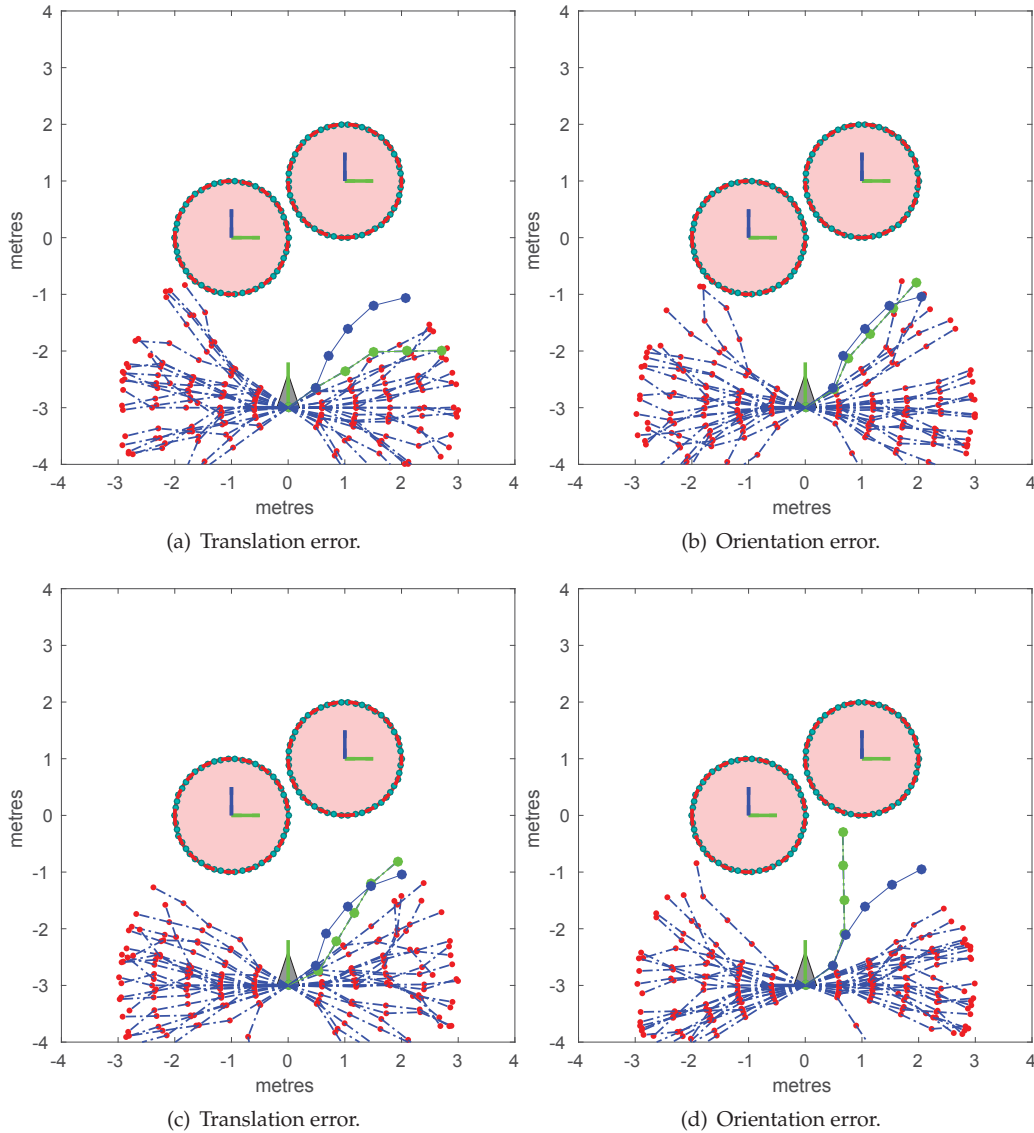 4
3
2
1
0
-1
-2
-3
-4
metres
-4 -3 -2 -1 0 1 2 3 4
metres
(a) Translation error.
4
3
2
1
0
-1
-2
-3
-4
metres
-4 -3 -2 -1 0 1 2 3 4
metres
(b) Orientation error.
4
3
2
1
0
-1
-2
-3
-4
metres
-4 -3 -2 -1 0 1 2 3 4
metres
(c) Translation error.
4
3
2
1
0
-1
-2
-3
-4
metres
-4 -3 -2 -1 0 1 2 3 4
metres
(d) Orientation error.